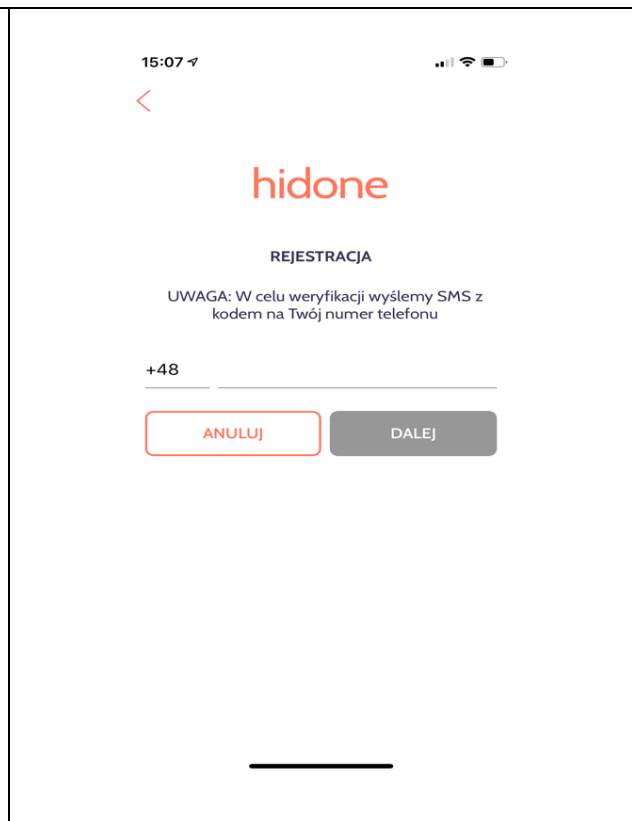 15:07
hidone
REJESTRACJA
UWAGA: W celu weryfikacji wyślemy SMS z
kodem na Twój numer telefonu
+48
ANULUJ DALEJ